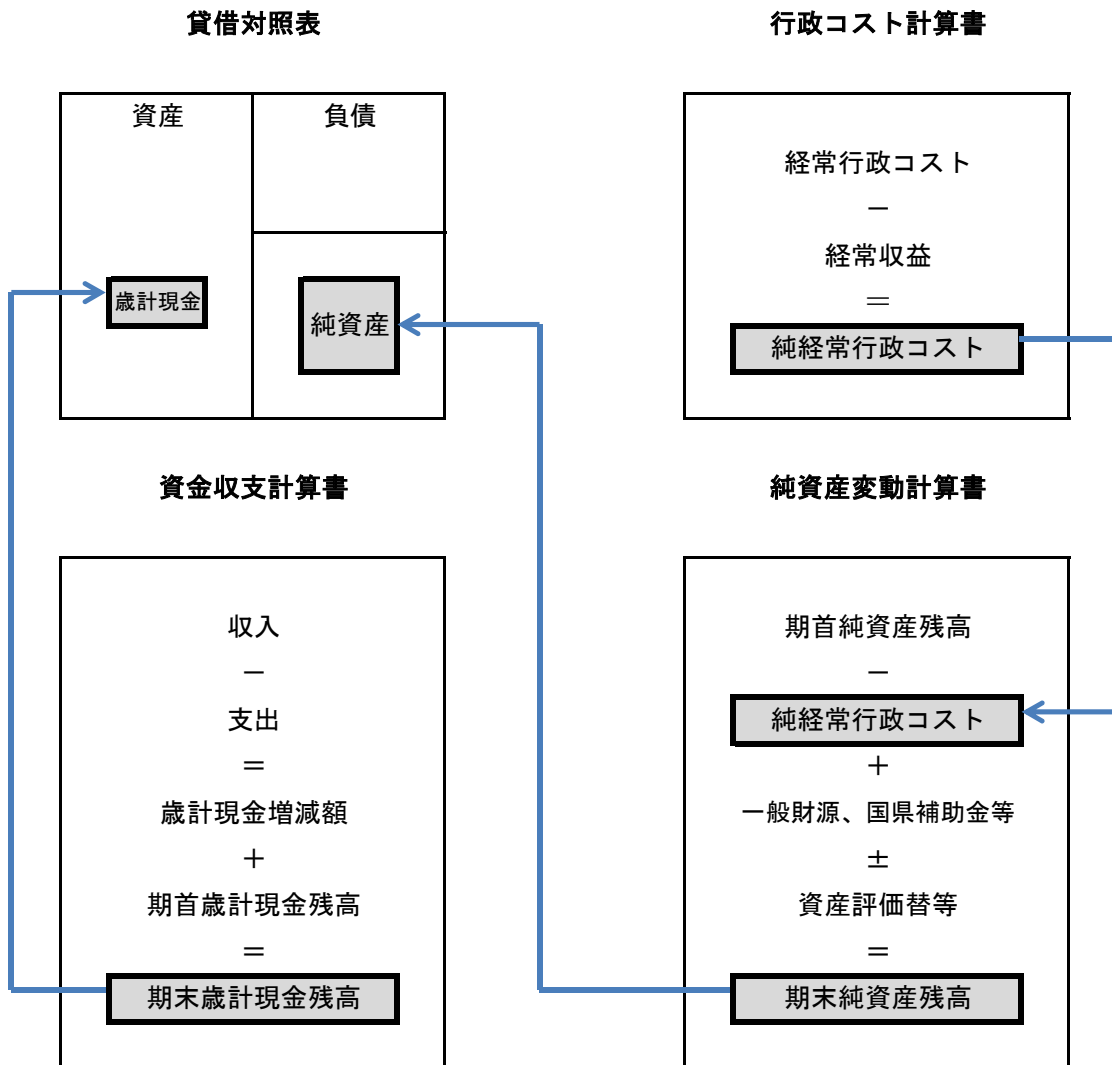 貸借対照表
資産
負債
歳計現金
純資産
行政コスト計算書
経常行政コスト
－
経常収益
＝
純経常行政コスト
資金収支計算書
収入
－
支出
＝
歳計現金増減額
＋
期首歳計現金残高
＝
期末歳計現金残高
純資産変動計算書
期首純資産残高
－
純経常行政コスト
＋
一般財源、国県補助金等
±
資産評価替等
＝
期末純資産残高